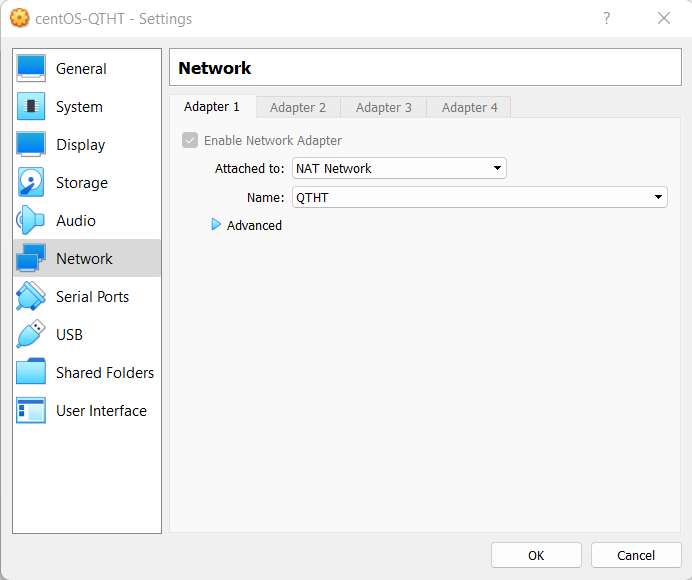 centOS-QTHT - Settings
?
General
System
Display
Storage
Audio
Network
Serial Ports
USB
Shared Folders
User Interface
Network
Adapter 1
Adapter 2
Adapter 3
Adapter 4
Enable Network Adapter
Attached to: NAT Network
Name: QTHT
Advanced
OK
Cancel